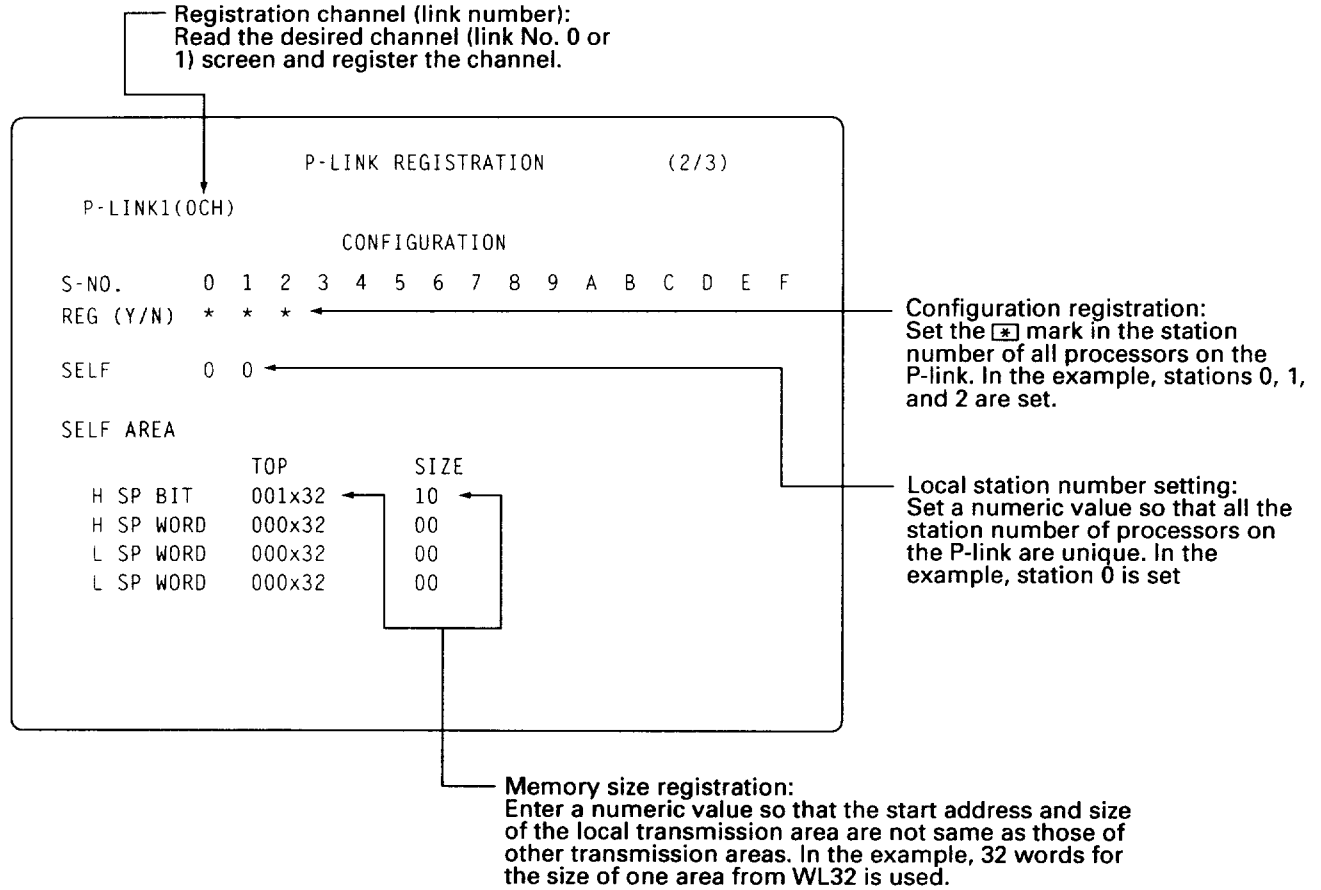 Registration channel (link number):
Read the desired channel (link No. 0 or
1) screen and register the channel.
P-LINK REGISTRATION (2/3)
P-LINK1(0CH)
CONFIGURATION
S-NO. 0 1 2 3 4 5 6 7 8 9 A B C D E F
REG (Y/N) * * *
SELF 0 0
SELF AREA
TOP SIZE
H SP BIT 001x32 10
H SP WORD 000x32 00
L SP WORD 000x32 00
L SP WORD 000x32 00
Configuration registration:
Set the * mark in the station
number of all processors on the
P-link. In the example, stations 0, 1,
and 2 are set.
Local station number setting:
Set a numeric value so that all the
station number of processors on
the P-link are unique. In the
example, station 0 is set
Memory size registration:
Enter a numeric value so that the start address and size
of the local transmission area are not same as those of
other transmission areas. In the example, 32 words for
the size of one area from WL32 is used.